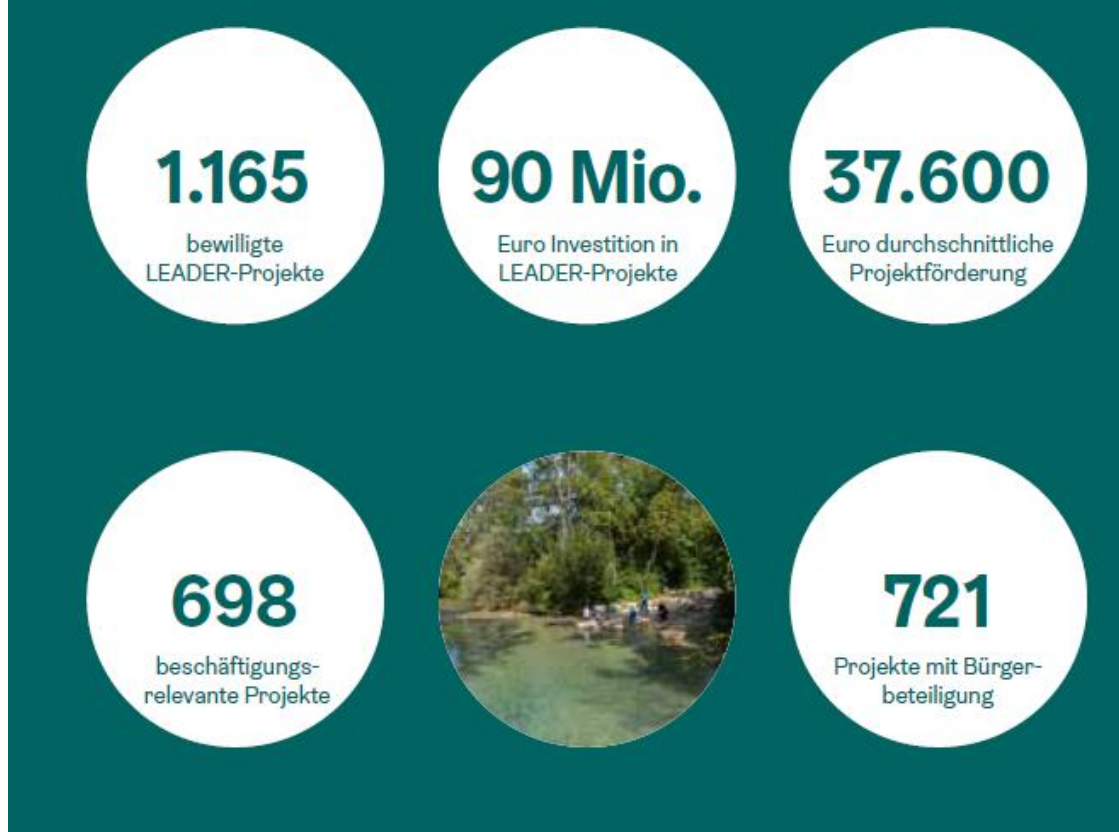 1.165
bewilligte
LEADER-Projekte
90 Mio.
Euro Investition in
LEADER-Projekte
37.600
Euro durchschnittliche
Projektförderung
698
beschäftigungs-
relevante Projekte
721
Projekte mit Bürger-
beteiligung